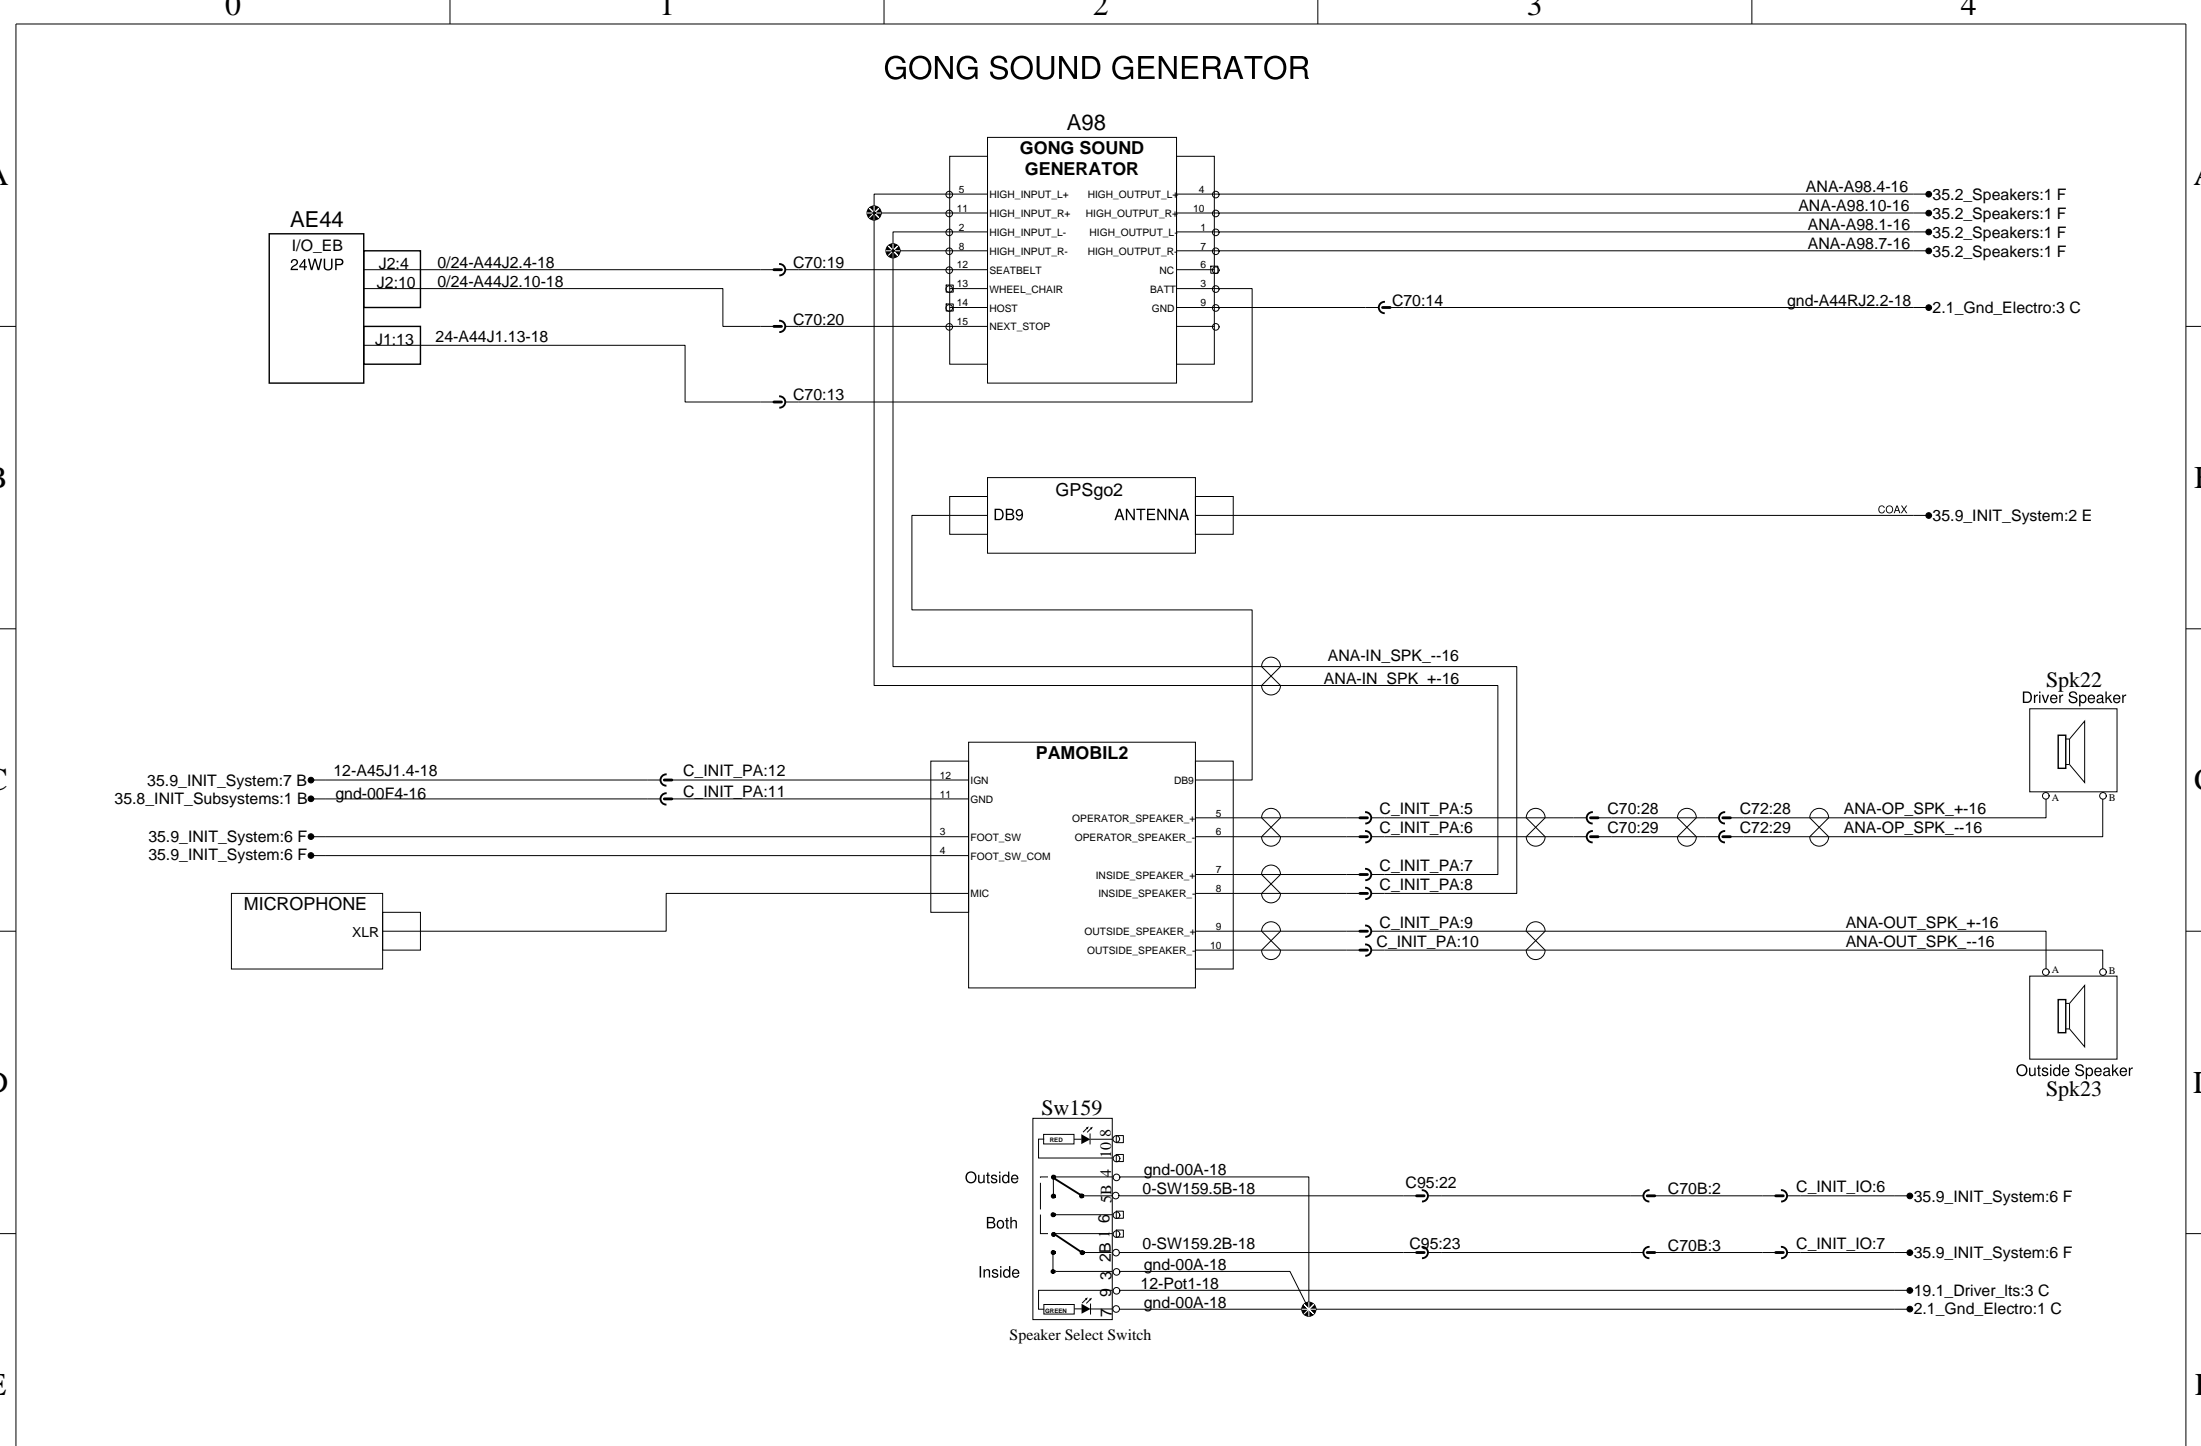 0 1 2 3 4
GONG SOUND GENERATOR
A98
GONG SOUND
GENERATOR
5 HIGH_INPUT_L+ HIGH_OUTPUT_L+ 4 ANA-A98.4-16 35.2_Speakers:1 F
11 HIGH_INPUT_R+ HIGH_OUTPUT_R+ 10 ANA-A98.10-16 35.2_Speakers:1 F
2 HIGH_INPUT_L- HIGH_OUTPUT_L- 1 ANA-A98.1-16 35.2_Speakers:1 F
8 HIGH_INPUT_R- HIGH_OUTPUT_R- 7 ANA-A98.7-16 35.2_Speakers:1 F
12 SEATBELT NC 6
13 WHEEL_CHAIR BATT 3
14 HOST GND 9 C70:14 gnd-A44RJ2.2-18 2.1_Gnd_Electro:3 C
15 NEXT_STOP
A
AE44
I/O_EB
24WUP
J2:4 0/24-A44J2.4-18 C70:19
J2:10 0/24-A44J2.10-18 C70:20
J1:13 24-A44J1.13-18 C70:13
B
GPSgo2
DB9 ANTENNA COAX 35.9_INIT_System:2 E
ANA-IN_SPK_--16
ANA-IN_SPK_+-16
Spk22
Driver Speaker
A B
C C
PAMOBIL2
35.9_INIT_System:7 B 12-A45J1.4-18 C_INIT_PA:12 12 IGN DB9
35.8_INIT_Subsystems:1 B gnd-00F4-16 C_INIT_PA:11 11 GND
OPERATOR_SPEAKER_+ 5 C_INIT_PA:5 C70:28 C72:28 ANA-OP_SPK_+-16
35.9_INIT_System:6 F 3 FOOT_SW OPERATOR_SPEAKER_- 6 C_INIT_PA:6 C70:29 C72:29 ANA-OP_SPK_--16
35.9_INIT_System:6 F 4 FOOT_SW_COM
INSIDE_SPEAKER_+ 7 C_INIT_PA:7
MIC INSIDE_SPEAKER_- 8 C_INIT_PA:8
MICROPHONE
XLR
OUTSIDE_SPEAKER_+ 9 C_INIT_PA:9 ANA-OUT_SPK_+-16
OUTSIDE_SPEAKER_- 10 C_INIT_PA:10 ANA-OUT_SPK_--16
A B
Outside Speaker
Spk23
D
Sw159
RED 8
10
Outside 4 gnd-00A-18
5B 0-SW159.5B-18 C95:22 C70B:2 C_INIT_IO:6 35.9_INIT_System:6 F
Both 6
1
2B 0-SW159.2B-18 C95:23 C70B:3 C_INIT_IO:7 35.9_INIT_System:6 F
Inside 3 gnd-00A-18
9 12-Pot1-18 19.1_Driver_lts:3 C
GREEN 7 gnd-00A-18 2.1_Gnd_Electro:1 C
Speaker Select Switch
E